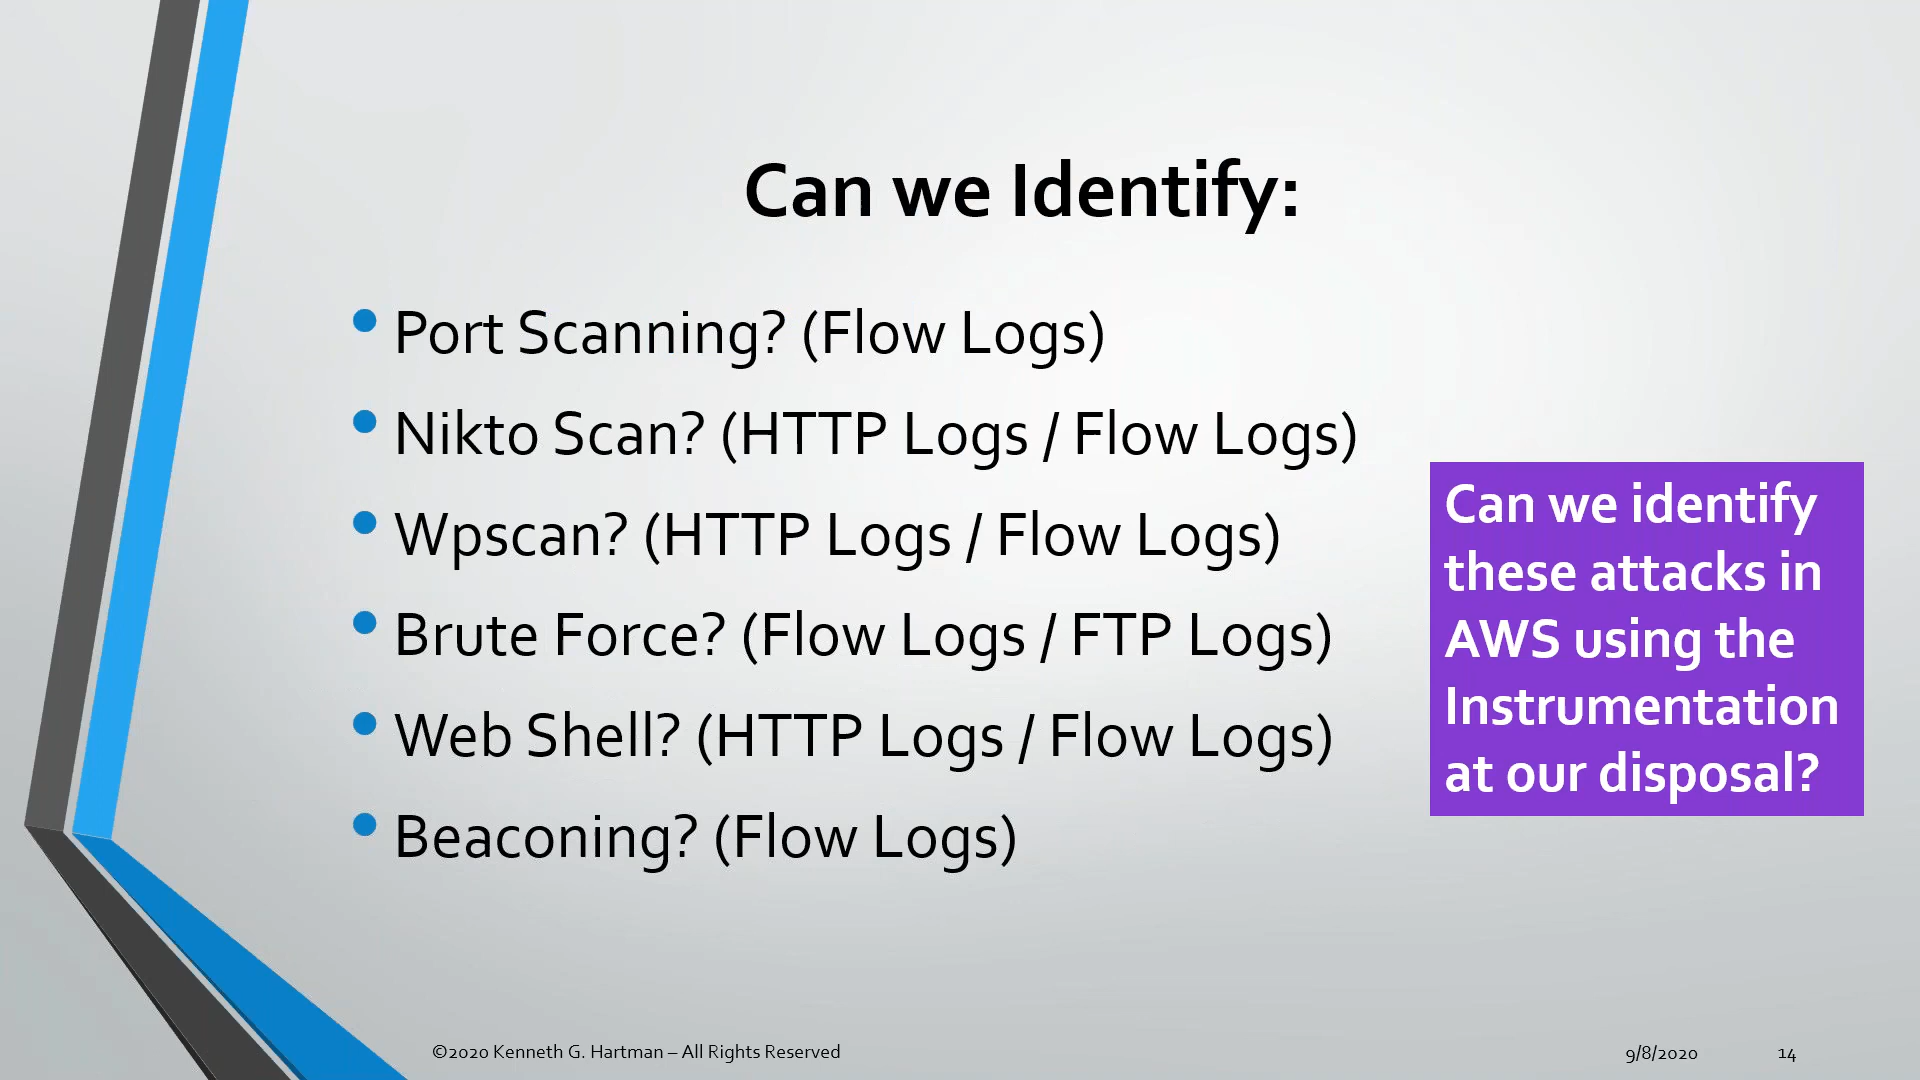 Can we Identify:
• Port Scanning? (Flow Logs)
• Nikto Scan? (HTTP Logs / Flow Logs)
• Wpscan? (HTTP Logs / Flow Logs)
• Brute Force? (Flow Logs / FTP Logs)
• Web Shell? (HTTP Logs / Flow Logs)
• Beaconing? (Flow Logs)
Can we identify
these attacks in
AWS using the
Instrumentation
at our disposal?
©2020 Kenneth G. Hartman – All Rights Reserved
9/8/2020
14